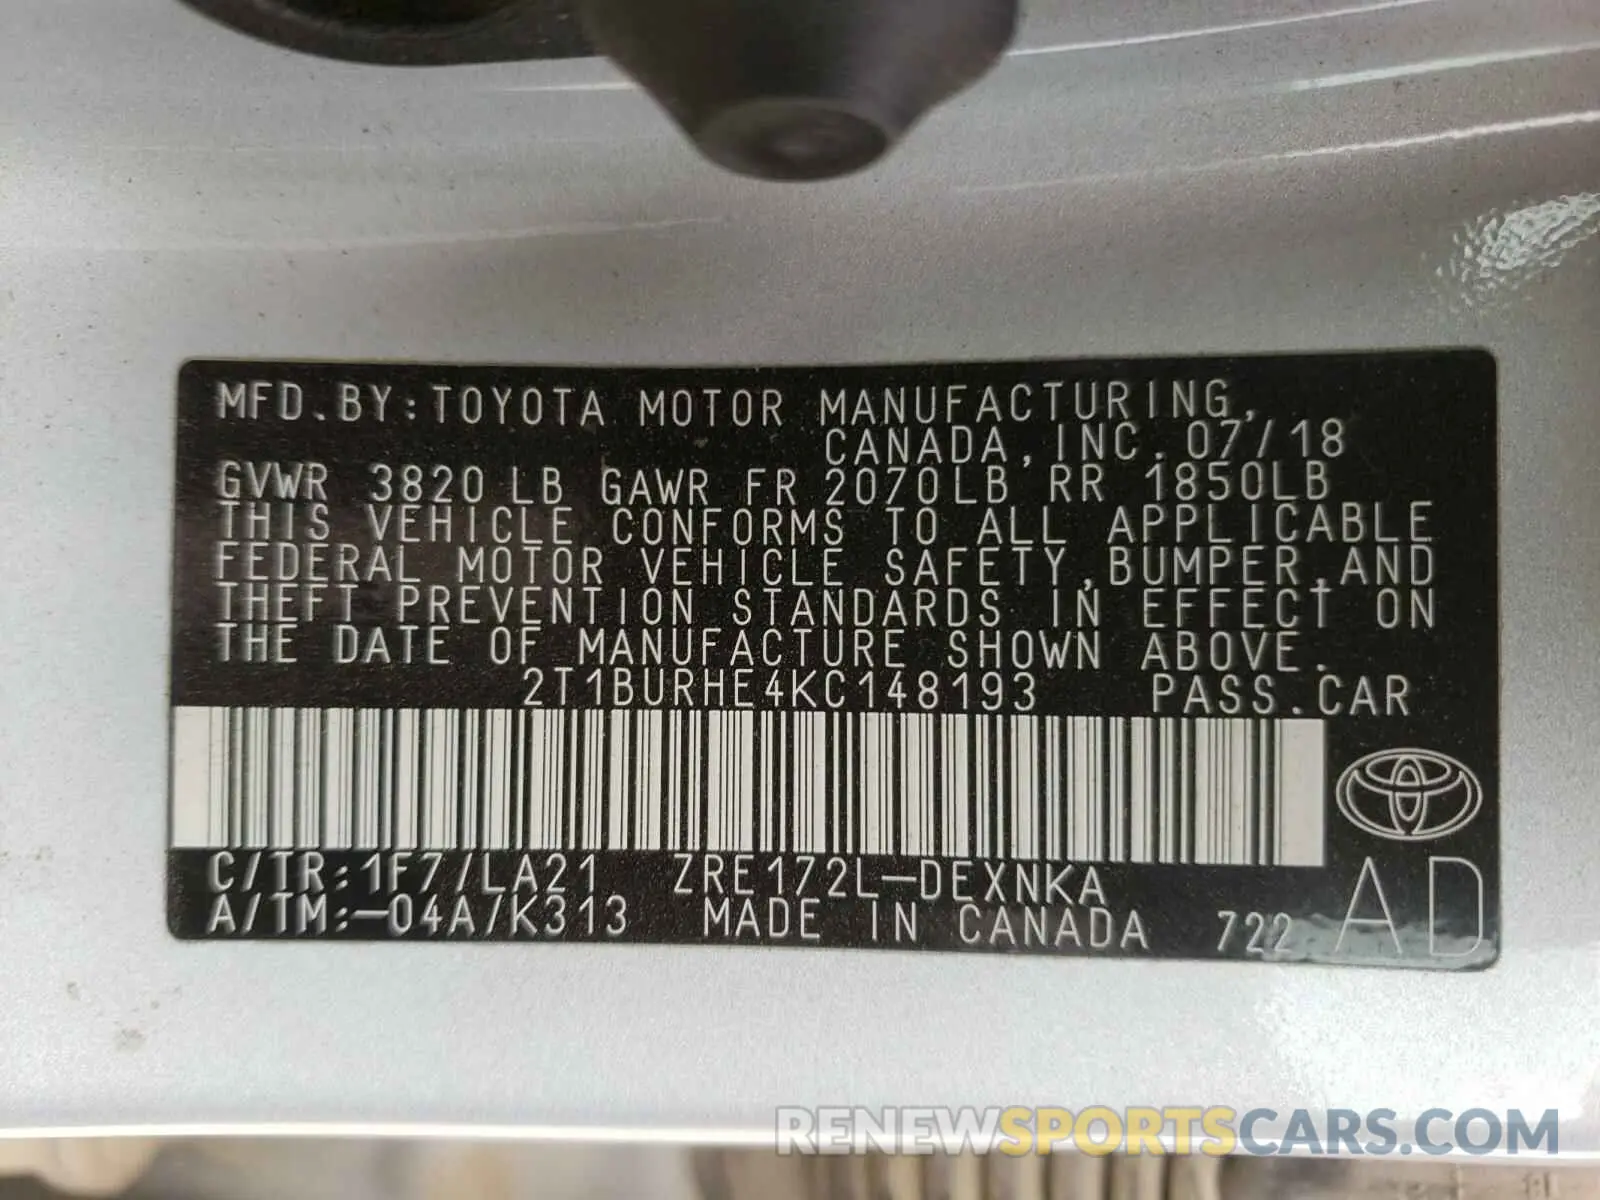 MFD.BY:TOYOTA MOTOR MANUFACTURING,
CANADA,INC.07/18
GVWR 3820LB GAWR FR 2070LB RR 1850LB
THIS VEHICLE CONFORMS TO ALL APPLICABLE
FEDERAL MOTOR VEHICLE SAFETY,BUMPER,AND
THEFT PREVENTION STANDARDS IN EFFECT ON
THE DATE OF MANUFACTURE SHOWN ABOVE.
2T1BURHE4KC148193 PASS.CAR
C/TR:1F7/LA21 ZRE172L-DEXNKA
A/TM:-04A/K313 MADE IN CANADA 722 AD
RENEWSPORTSCARS.COM